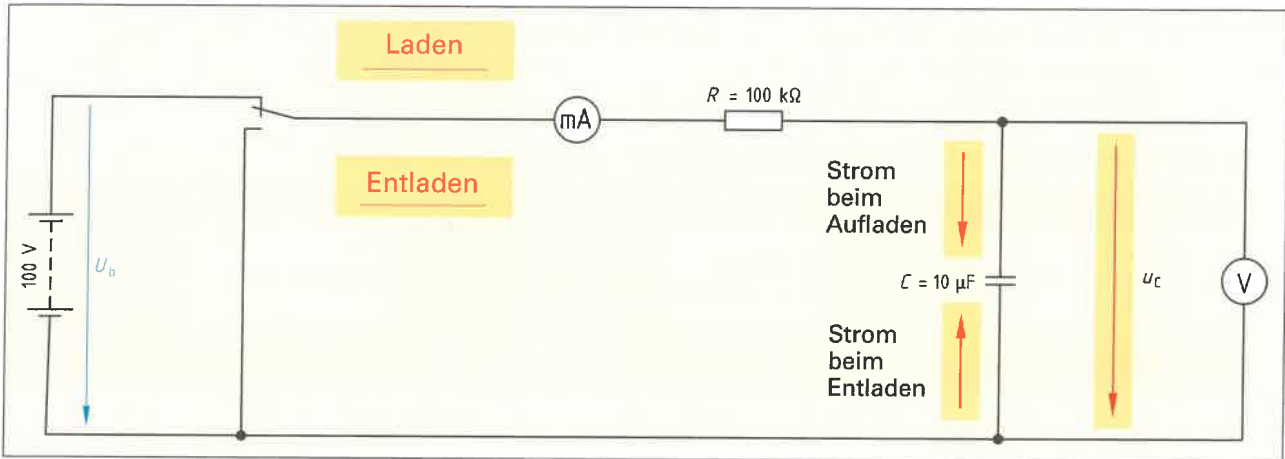 Laden
R = 100 kΩ
mA
Entladen
Strom
beim
Aufladen
100 V
U_b
C = 10 µF
u_C
V
Strom
beim
Entladen